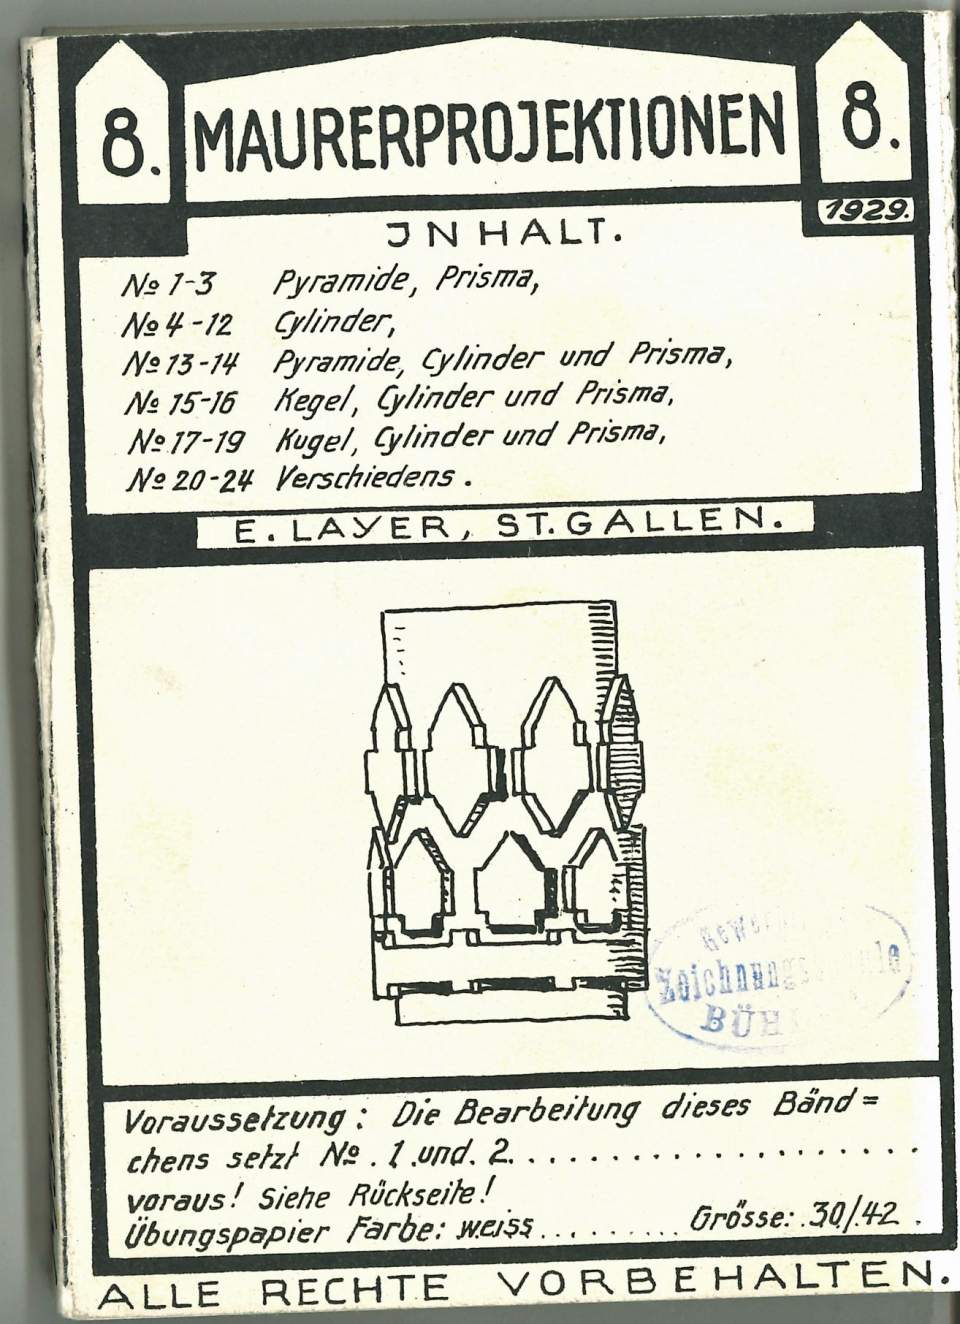 8. MAURERPROJEKTIONEN 8.
1929.
JNHALT.
No 1-3 Pyramide, Prisma,
No 4-12 Cylinder,
No 13-14 Pyramide, Cylinder und Prisma,
No 15-16 Kegel, Cylinder und Prisma,
No 17-19 Kugel, Cylinder und Prisma,
No 20-24 Verschiedens.
E. LAYER, ST. GALLEN.
Zeichnungs
Voraussetzung: Die Bearbeitung dieses Bänd=
chens setzt No. 1. und. 2. . . . . . . . . . . . . . . . . . . .
voraus! Siehe Rückseite!
Übungspapier Farbe: weiss . . . . . . . . . Grösse: 30/42 .
ALLE RECHTE VORBEHALTEN.